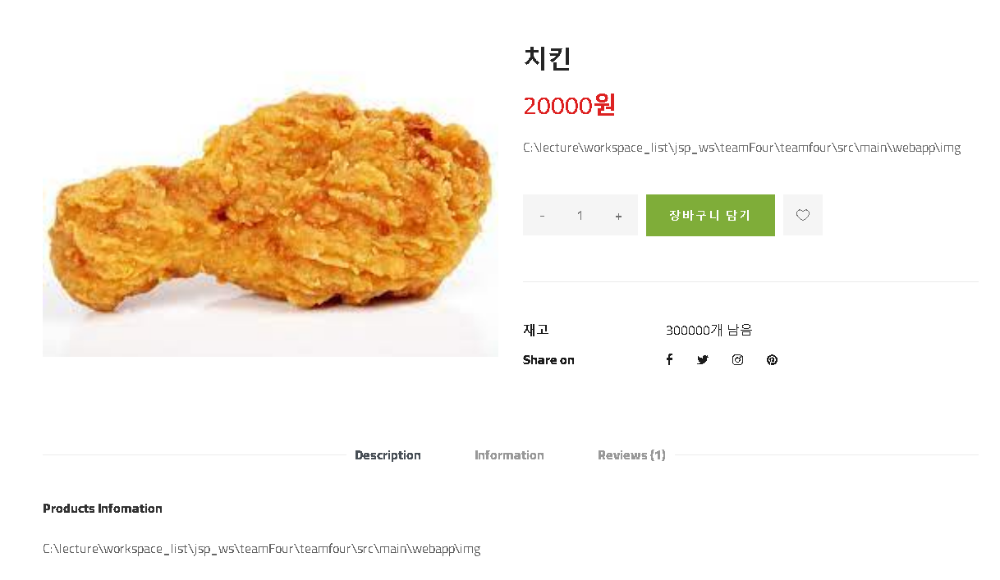 치킨
20000원
C:\lecture\workspace_list\jsp_ws\teamFour\teamfour\src\main\webapp\img
- 1 +
장바구니 담기
재고 300000개 남음
Share on
Description Information Reviews (1)
Products Infomation
C:\lecture\workspace_list\jsp_ws\teamFour\teamfour\src\main\webapp\img